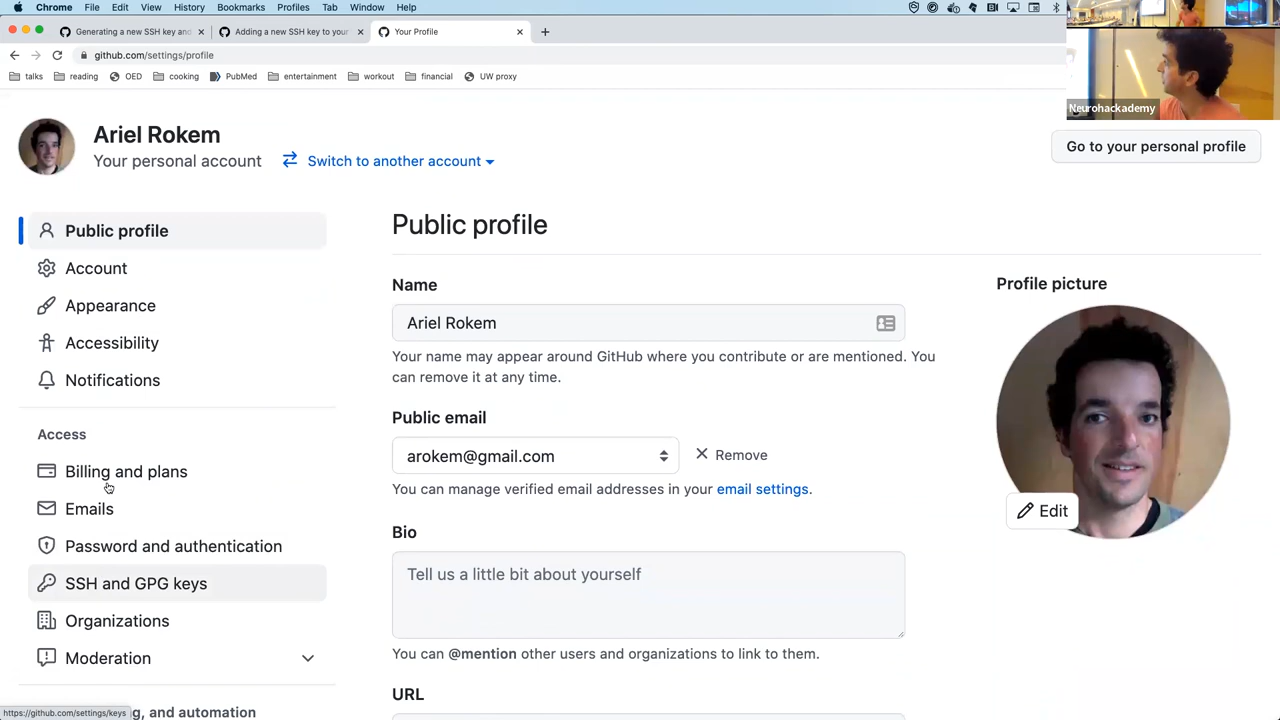 Chrome File Edit View History Bookmarks Profiles Tab Window Help
Generating a new SSH key and Adding a new SSH key to your Your Profile
github.com/settings/profile
talks reading OED cooking PubMed entertainment workout financial UW proxy
Neurohackademy
Ariel Rokem
Your personal account Switch to another account
Go to your personal profile
Public profile
Account
Appearance
Accessibility
Notifications
Access
Billing and plans
Emails
Password and authentication
SSH and GPG keys
Organizations
Moderation
g, and automation
https://github.com/settings/keys
Public profile
Name
Ariel Rokem
Your name may appear around GitHub where you contribute or are mentioned. You
can remove it at any time.
Public email
arokem@gmail.com Remove
You can manage verified email addresses in your email settings.
Bio
Tell us a little bit about yourself
You can @mention other users and organizations to link to them.
URL
Profile picture
Edit